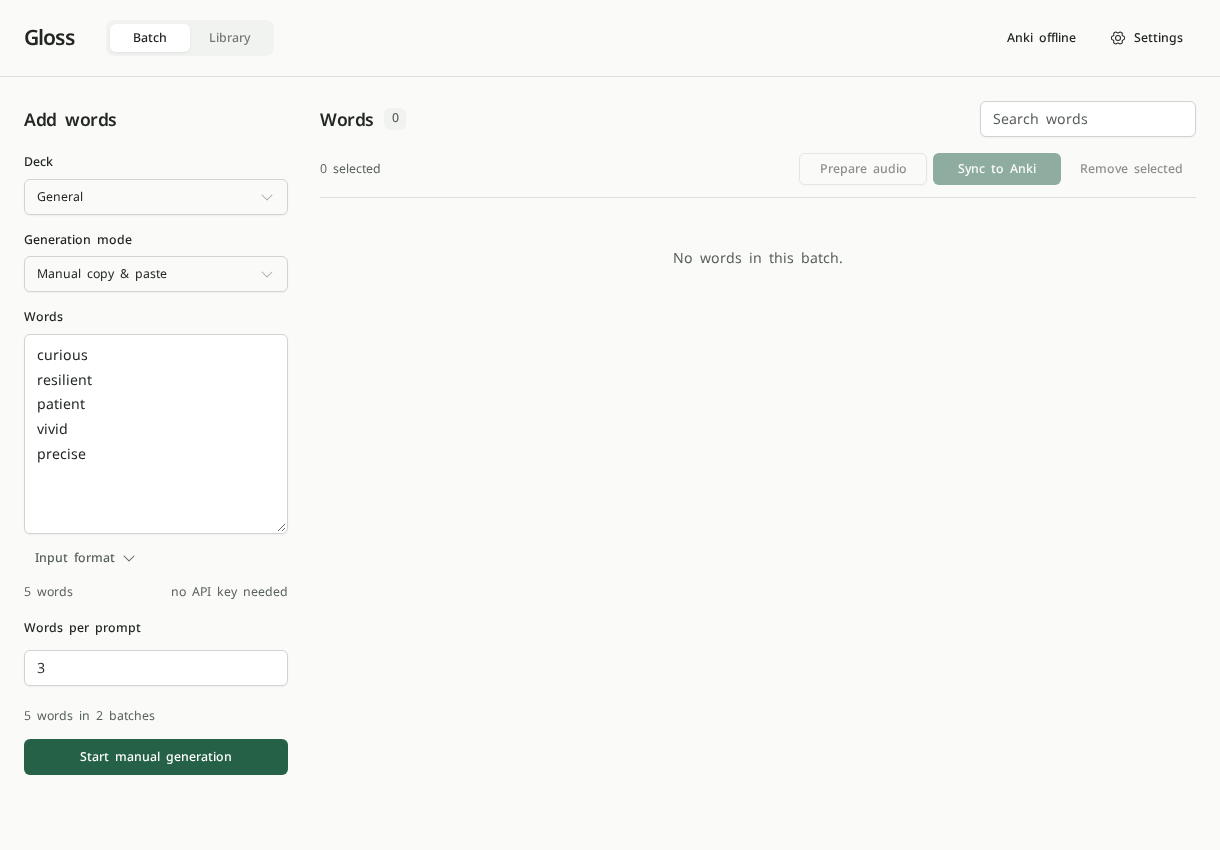 Gloss
Batch
Library
Anki offline
Settings
Add words
Deck
General
Generation mode
Manual copy & paste
Words
curious
resilient
patient
vivid
precise
Input format
5 words
no API key needed
Words per prompt
3
5 words in 2 batches
Start manual generation
Words 0
Search words
0 selected
Prepare audio
Sync to Anki
Remove selected
No words in this batch.